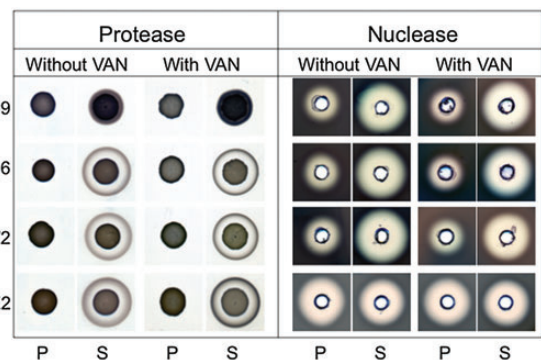 Protease Nuclease
Without VAN With VAN Without VAN With VAN
9
6
2
2
P S P S P S P S